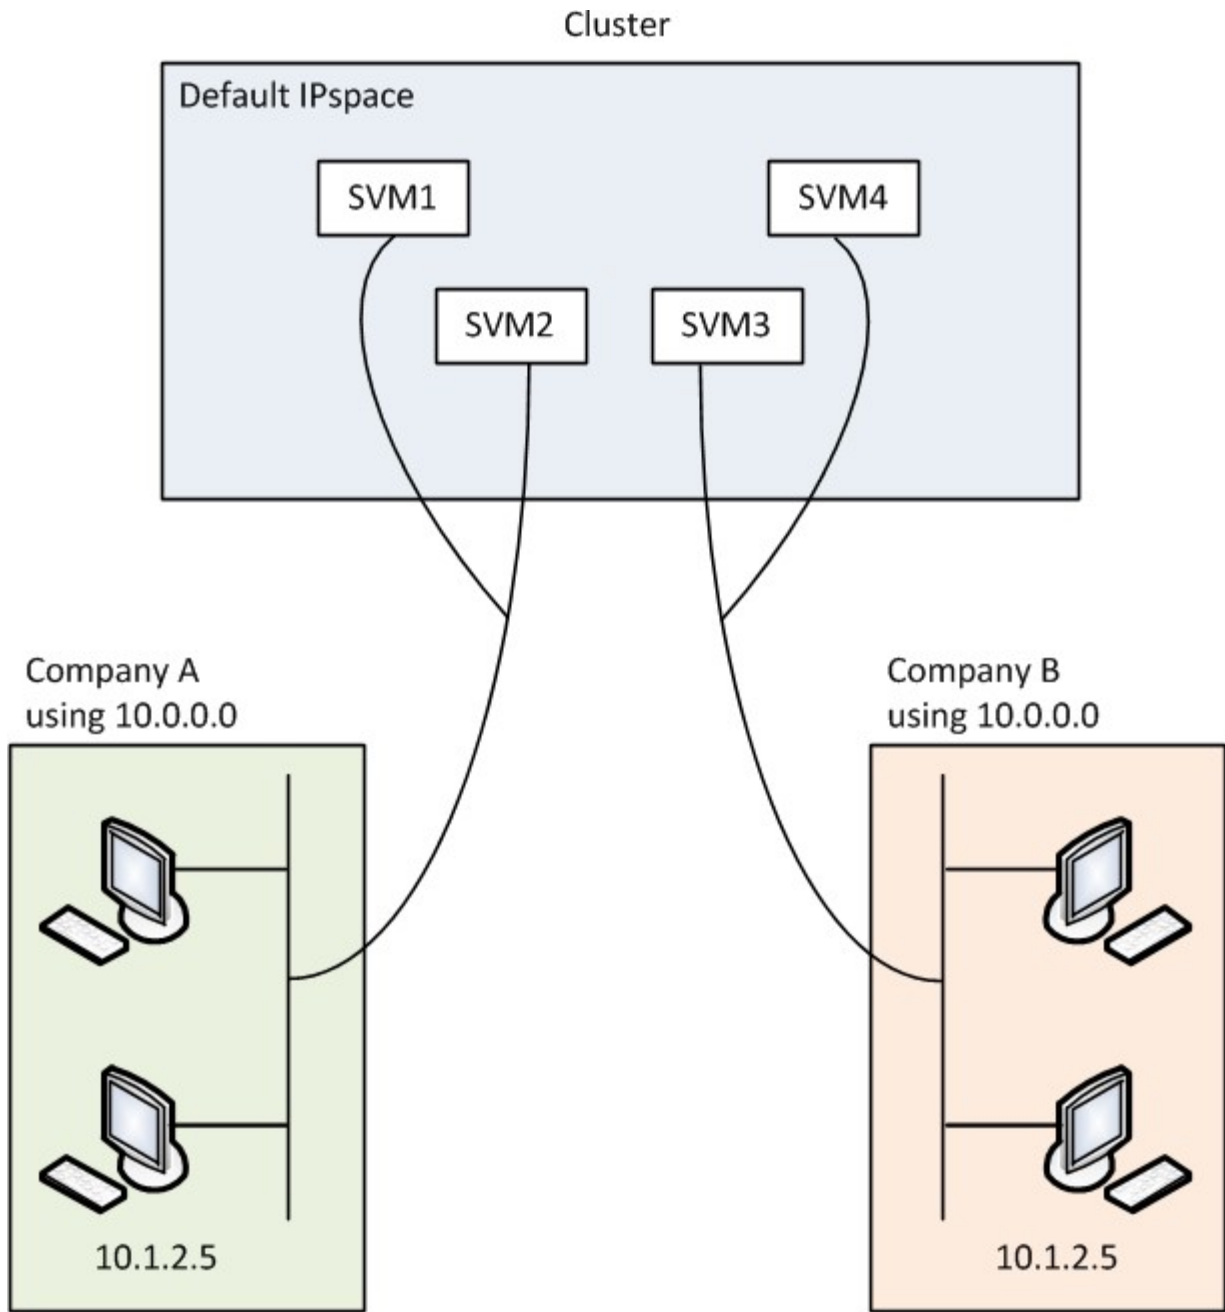 Cluster
Default IPspace
SVM1
SVM4
SVM2
SVM3
Company A
using 10.0.0.0
Company B
using 10.0.0.0
10.1.2.5
10.1.2.5